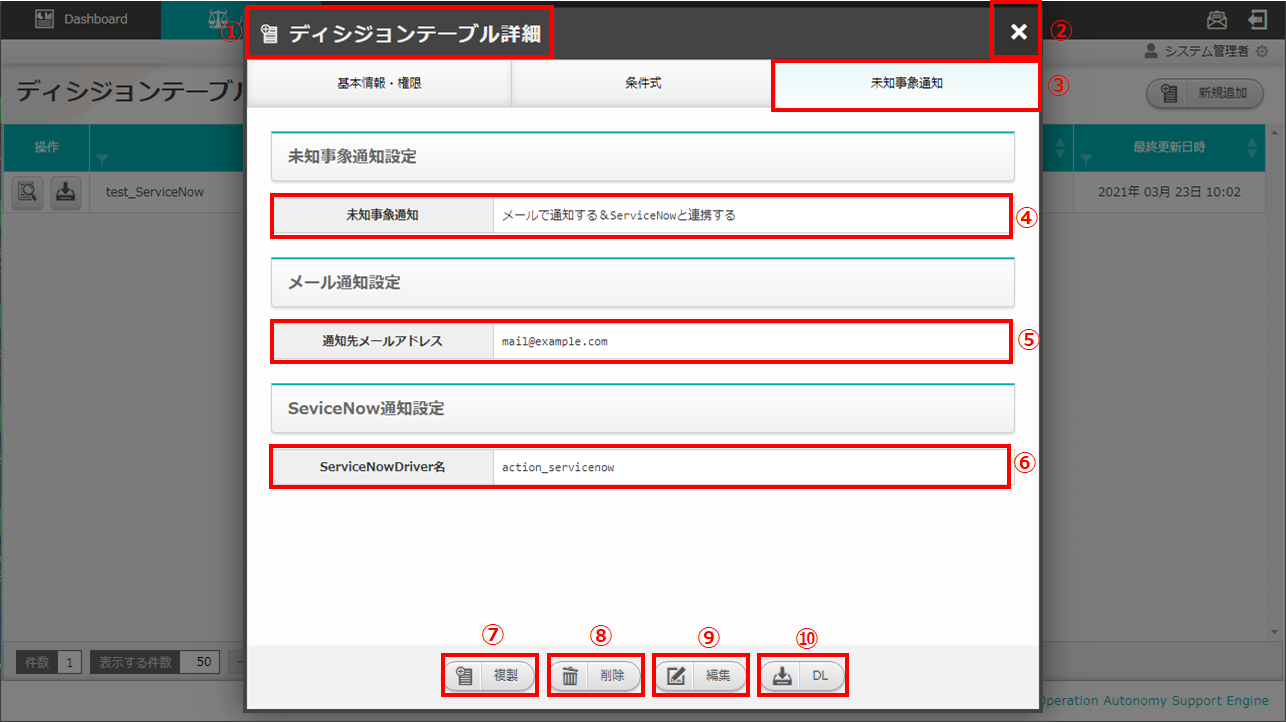 Dashboard
システム管理者
ディシジョンテーブル
新規追加
操作
最終更新日時
test_ServiceNow
2021年 03月 23日 10:02
① ディシジョンテーブル詳細 × ②
基本情報・権限 条件式 未知事象通知 ③
未知事象通知設定
未知事象通知 メールで通知する＆ServiceNowと連携する ④
メール通知設定
通知先メールアドレス mail@example.com ⑤
SeviceNow通知設定
ServiceNowDriver名 action_servicenow ⑥
⑦ ⑧ ⑨ ⑩
複製 削除 編集 DL
件数 1 表示する件数 50
Operation Autonomy Support Engine